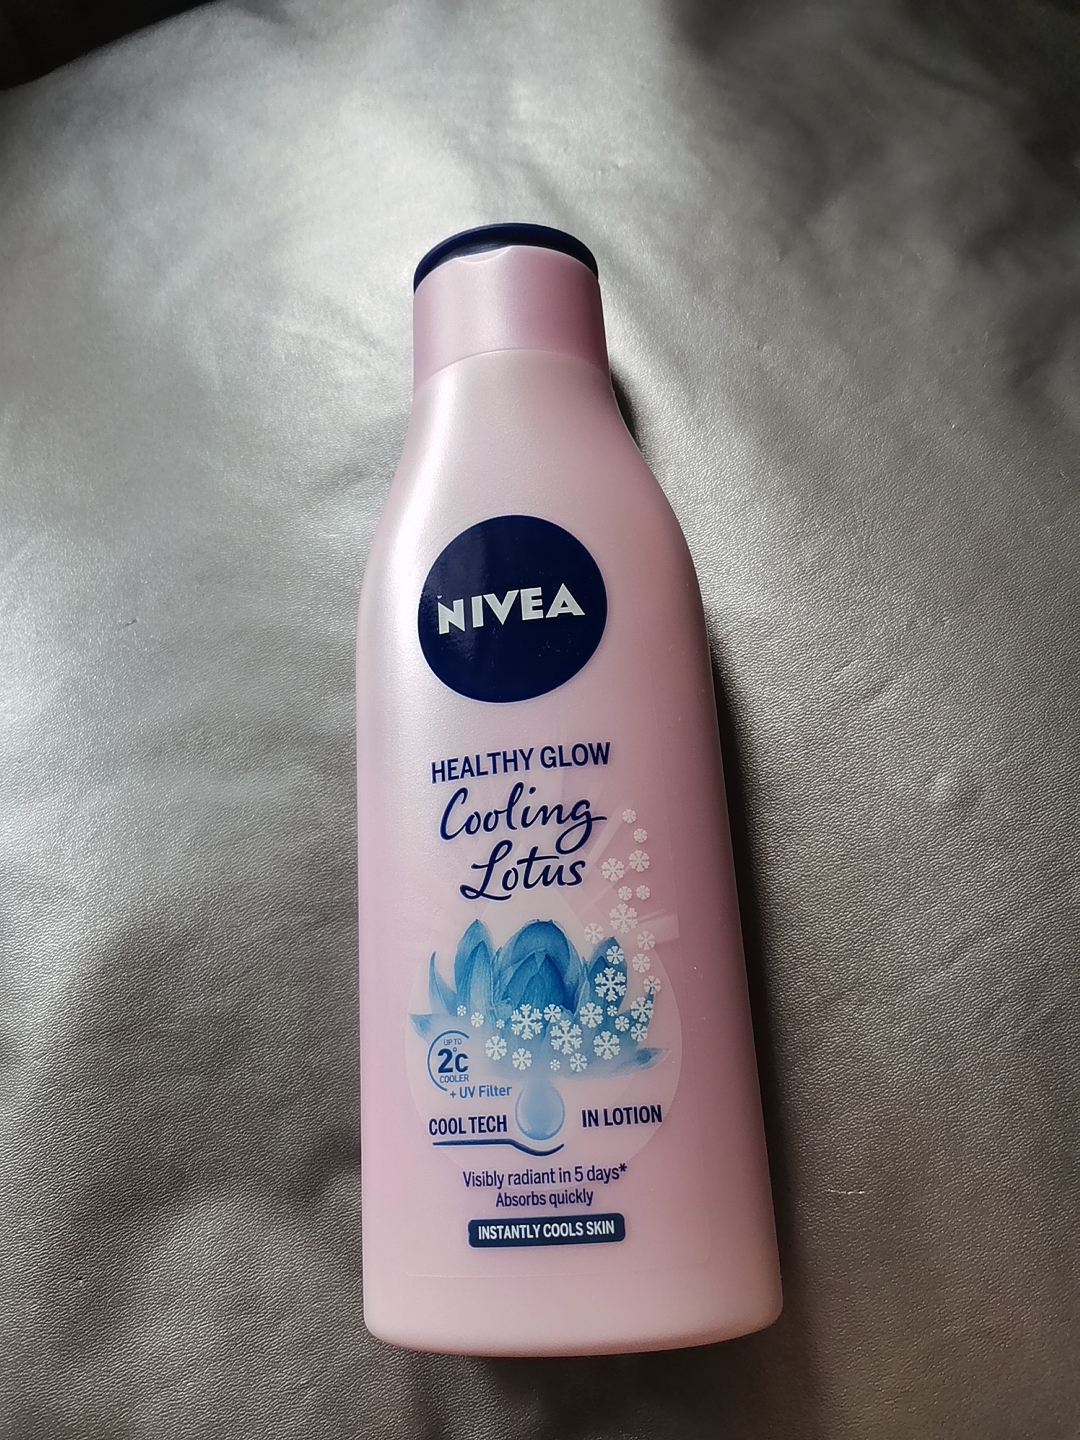 NIVEA
HEALTHY GLOW
Cooling
Lotus
UP TO
2°C
COOLER
+ UV Filter
COOL TECH IN LOTION
Visibly radiant in 5 days*
Absorbs quickly
INSTANTLY COOLS SKIN